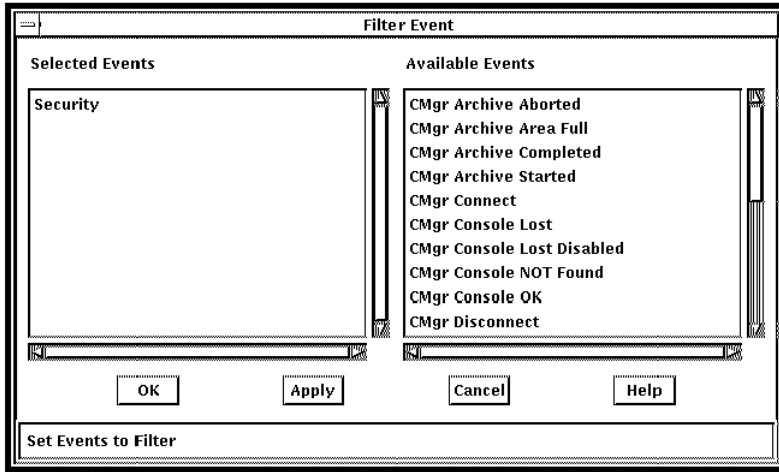 Filter Event
Selected Events
Available Events
Security
CMgr Archive Aborted
CMgr Archive Area Full
CMgr Archive Completed
CMgr Archive Started
CMgr Connect
CMgr Console Lost
CMgr Console Lost Disabled
CMgr Console NOT Found
CMgr Console OK
CMgr Disconnect
OK
Apply
Cancel
Help
Set Events to Filter